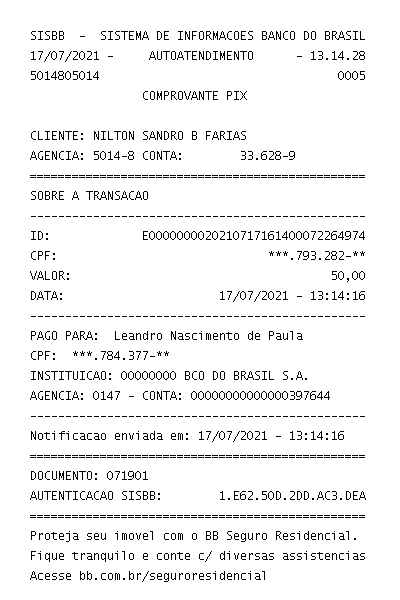 SISBB  -  SISTEMA DE INFORMACOES BANCO DO BRASIL
17/07/2021 -     AUTOATENDIMENTO      - 13.14.28
5014805014                                  0005
                COMPROVANTE PIX

CLIENTE: NILTON SANDRO B FARIAS
AGENCIA: 5014-8 CONTA:        33.628-9
================================================
SOBRE A TRANSACAO
------------------------------------------------
ID:             E0000000020210717161400072264974
CPF:                              ***.793.282-**
VALOR:                                     50,00
DATA:                      17/07/2021 - 13:14:16
------------------------------------------------
PAGO PARA:  Leandro Nascimento de Paula
CPF:  ***.784.377-**
INSTITUICAO: 00000000 BCO DO BRASIL S.A.
AGENCIA: 0147 - CONTA: 00000000000000397644
------------------------------------------------
Notificacao enviada em: 17/07/2021 - 13:14:16
================================================
DOCUMENTO: 071901
AUTENTICACAO SISBB:        1.E62.50D.2DD.AC3.DEA
================================================
Proteja seu imovel com o BB Seguro Residencial.
Fique tranquilo e conte c/ diversas assistencias
Acesse bb.com.br/seguroresidencial